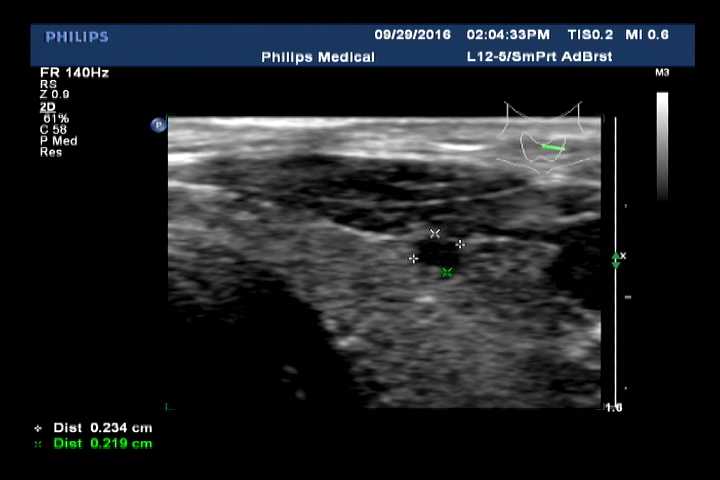 PHILIPS
09/29/2016 02:04:33PM TIS0.2 MI 0.6
Philips Medical L12-5/SmPrt AdBrst
FR 140Hz
RS
Z 0.9
2D
61%
C 58
P Med
Res
M3
P
x
1.6
Dist 0.234 cm
Dist 0.219 cm